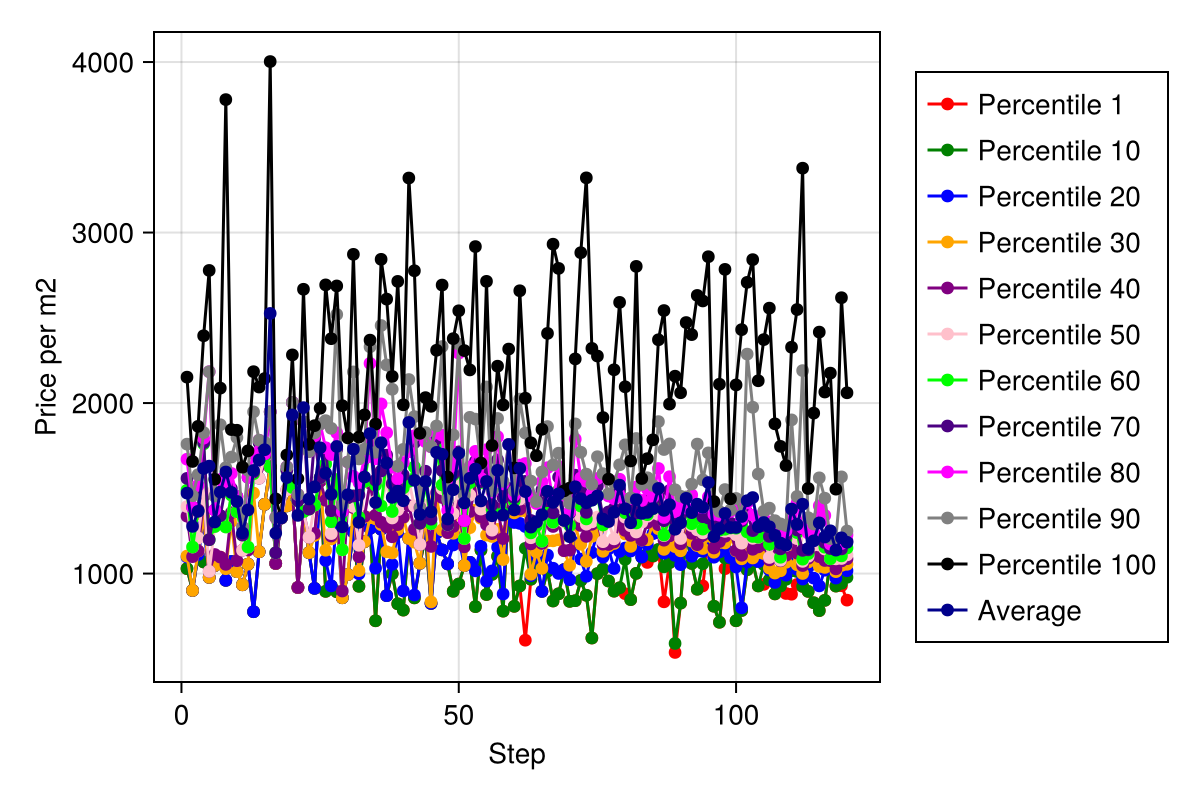 4000
3000
2000
1000
Price per m2
0
50
100
Step
Percentile 1
Percentile 10
Percentile 20
Percentile 30
Percentile 40
Percentile 50
Percentile 60
Percentile 70
Percentile 80
Percentile 90
Percentile 100
Average